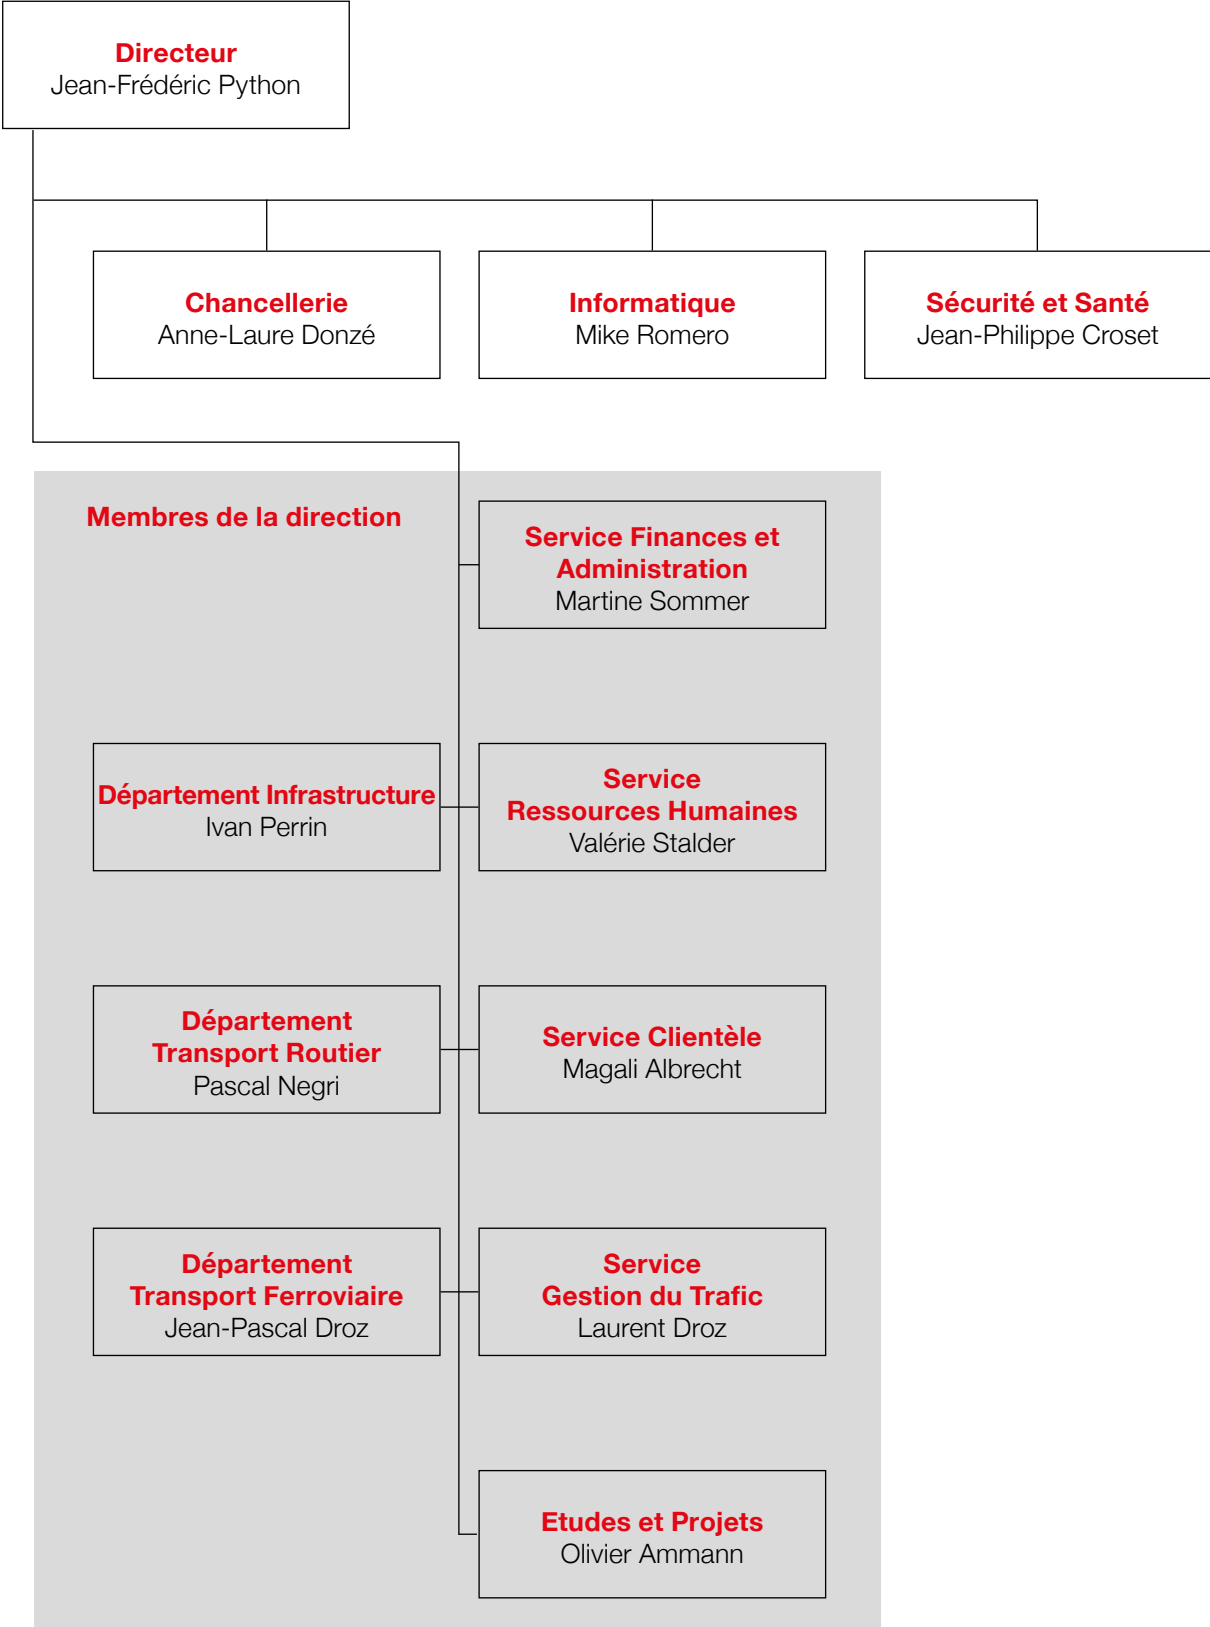 Directeur
Jean-Frédéric Python
Chancellerie
Anne-Laure Donzé
Informatique
Mike Romero
Sécurité et Santé
Jean-Philippe Croset
Membres de la direction
Service Finances et
Administration
Martine Sommer
Département Infrastructure
Ivan Perrin
Service
Ressources Humaines
Valérie Stalder
Département
Transport Routier
Pascal Negri
Service Clientèle
Magali Albrecht
Département
Transport Ferroviaire
Jean-Pascal Droz
Service
Gestion du Trafic
Laurent Droz
Etudes et Projets
Olivier Ammann